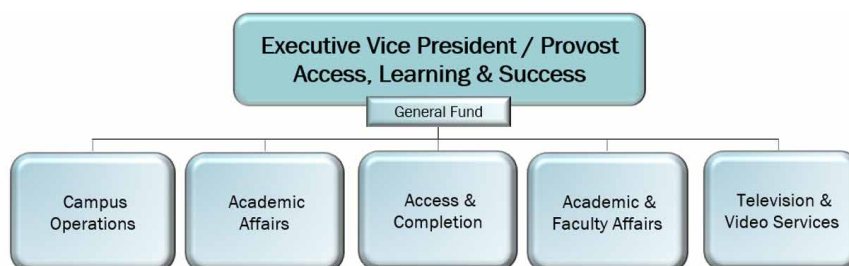 Executive Vice President / Provost
Access, Learning & Success
General Fund
Campus
Operations
Academic
Affairs
Access &
Completion
Academic &
Faculty Affairs
Television &
Video Services